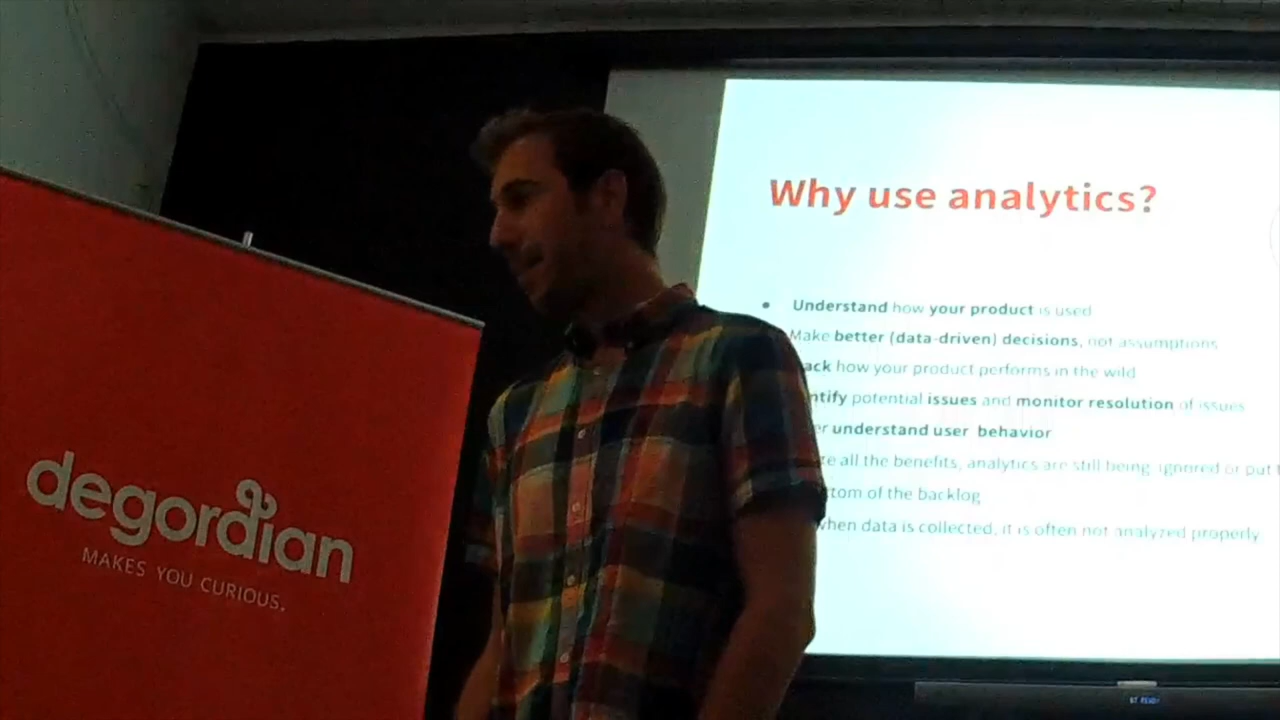 Why use analytics?
• Understand how your product is used
Make better (data-driven) decisions, not assumptions
ack how your product performs in the wild
ntify potential issues and monitor resolution of issues
er understand user behavior
te all the benefits, analytics are still being ignored or put t
tom of the backlog
when data is collected, it is often not analyzed properly
degordian
MAKES YOU CURIOUS.